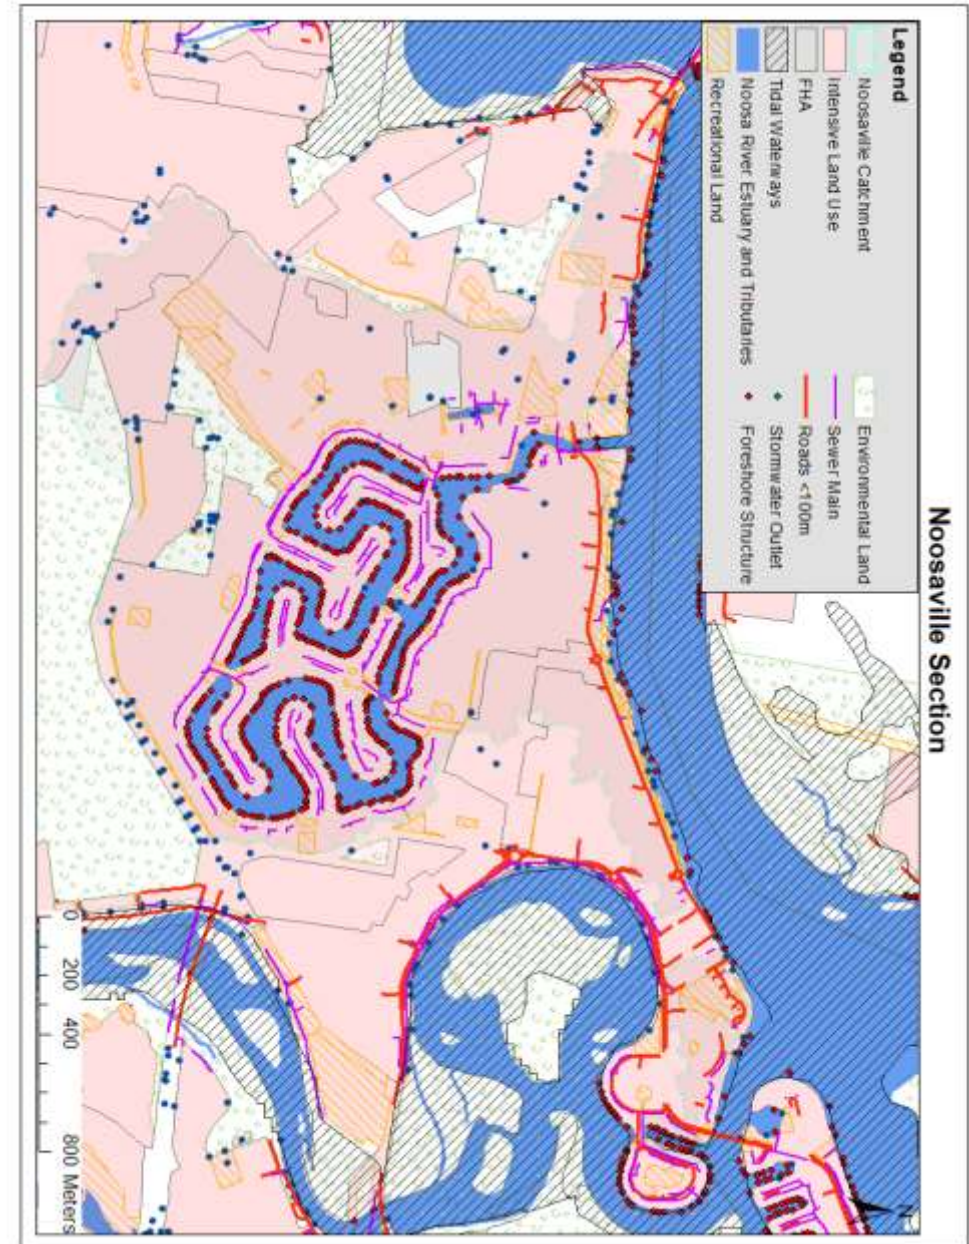 Noosaville Section
Legend
Noosaville Catchment
Intensive Land Use
FHA
Tidal Waterways
Noosa River Estuary and Tributaries
Recreational Land
Environmental Land
Sewer Main
Roads <100m
Stormwater Outlet
Foreshore Structure
N
0 200 400 800 Meters